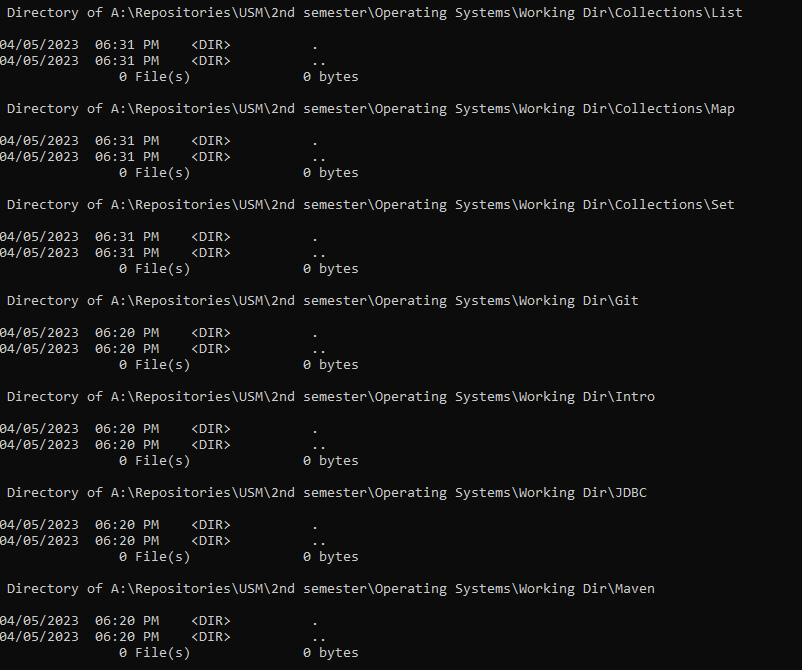 Directory of A:\Repositories\USM\2nd semester\Operating Systems\Working Dir\Collections\List
04/05/2023  06:31 PM    <DIR>          .
04/05/2023  06:31 PM    <DIR>          ..
0 File(s)              0 bytes
Directory of A:\Repositories\USM\2nd semester\Operating Systems\Working Dir\Collections\Map
04/05/2023  06:31 PM    <DIR>          .
04/05/2023  06:31 PM    <DIR>          ..
0 File(s)              0 bytes
Directory of A:\Repositories\USM\2nd semester\Operating Systems\Working Dir\Collections\Set
04/05/2023  06:31 PM    <DIR>          .
04/05/2023  06:31 PM    <DIR>          ..
0 File(s)              0 bytes
Directory of A:\Repositories\USM\2nd semester\Operating Systems\Working Dir\Git
04/05/2023  06:20 PM    <DIR>          .
04/05/2023  06:20 PM    <DIR>          ..
0 File(s)              0 bytes
Directory of A:\Repositories\USM\2nd semester\Operating Systems\Working Dir\Intro
04/05/2023  06:20 PM    <DIR>          .
04/05/2023  06:20 PM    <DIR>          ..
0 File(s)              0 bytes
Directory of A:\Repositories\USM\2nd semester\Operating Systems\Working Dir\JDBC
04/05/2023  06:20 PM    <DIR>          .
04/05/2023  06:20 PM    <DIR>          ..
0 File(s)              0 bytes
Directory of A:\Repositories\USM\2nd semester\Operating Systems\Working Dir\Maven
04/05/2023  06:20 PM    <DIR>          .
04/05/2023  06:20 PM    <DIR>          ..
0 File(s)              0 bytes